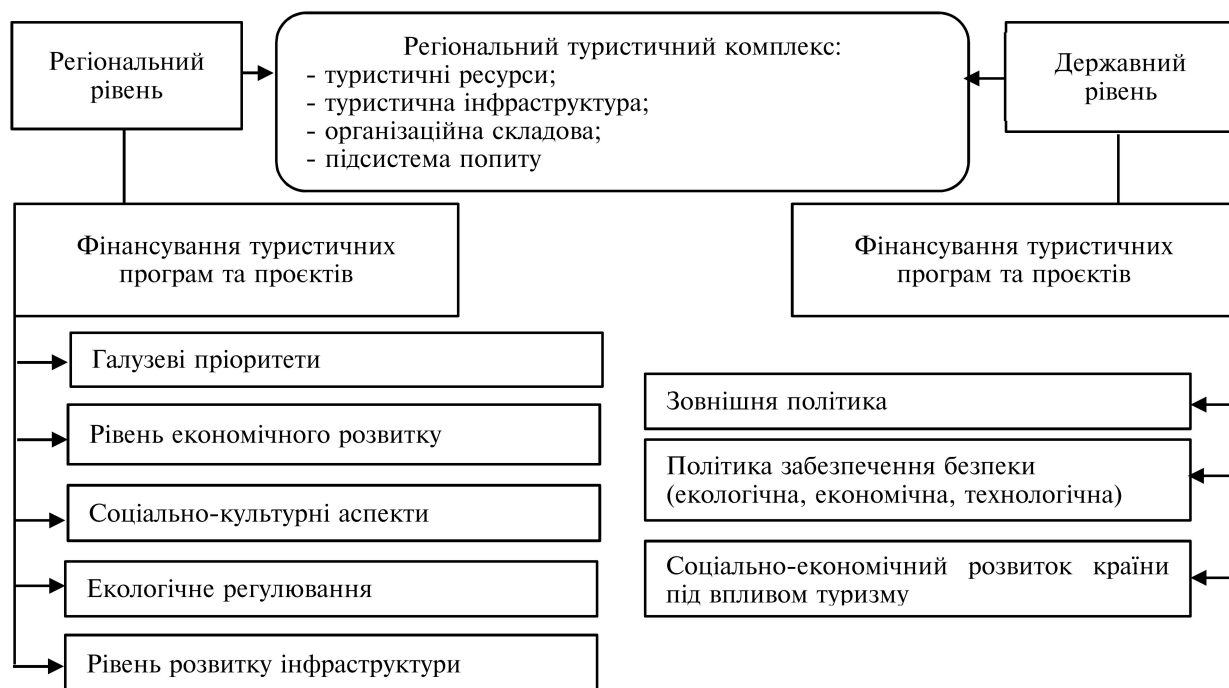 Регіональний
рівень
Регіональний туристичний комплекс:
- туристичні ресурси;
- туристична інфраструктура;
- організаційна складова;
- підсистема попиту
Державний
рівень
Фінансування туристичних
програм та проєктів
Фінансування туристичних
програм та проєктів
Галузеві пріоритети
Рівень економічного розвитку
Соціально-культурні аспекти
Екологічне регулювання
Рівень розвитку інфраструктури
Зовнішня політика
Політика забезпечення безпеки
(екологічна, економічна, технологічна)
Соціально-економічний розвиток країни
під впливом туризму